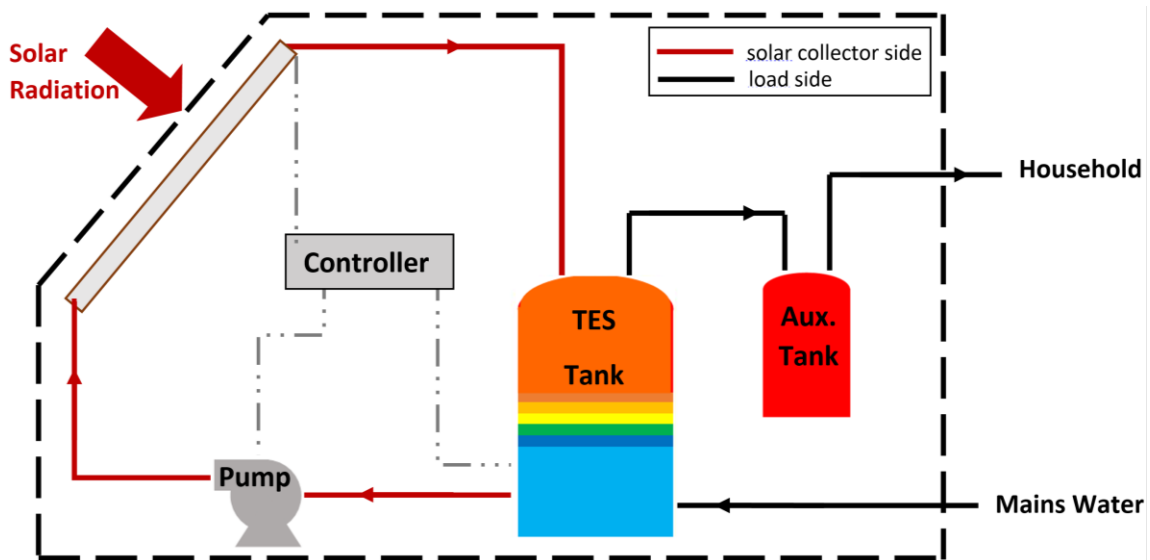 Solar
Radiation
solar collector side
load side
Household
Controller
TES
Tank
Aux.
Tank
Pump
Mains Water